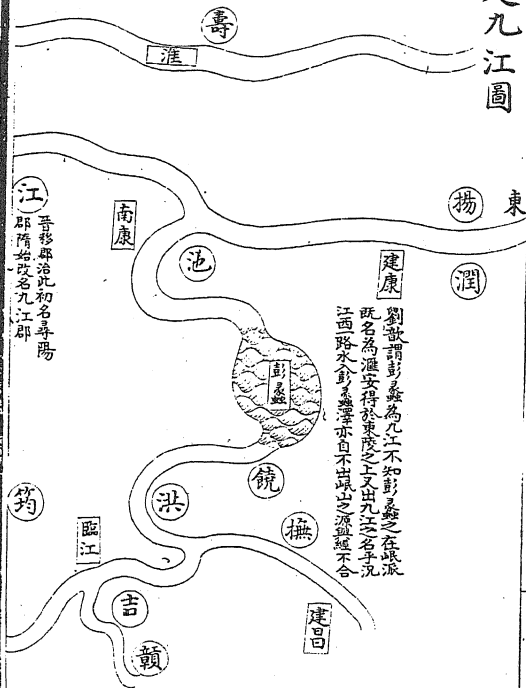 九江圖
東
壽
淮
揚
潤
建康
劉歆謂彭蠡為九江不知彭蠡之在岷派
既名為滙安得於東陵之上又出九江之名乎況
江西一路水入彭蠡澤亦自不出岷山之源與經不合
池
南康
彭蠡
饒
撫
建昌
洪
江
晉移郡治此初名尋陽
郡隋始改名九江郡
筠
臨江
吉
贑